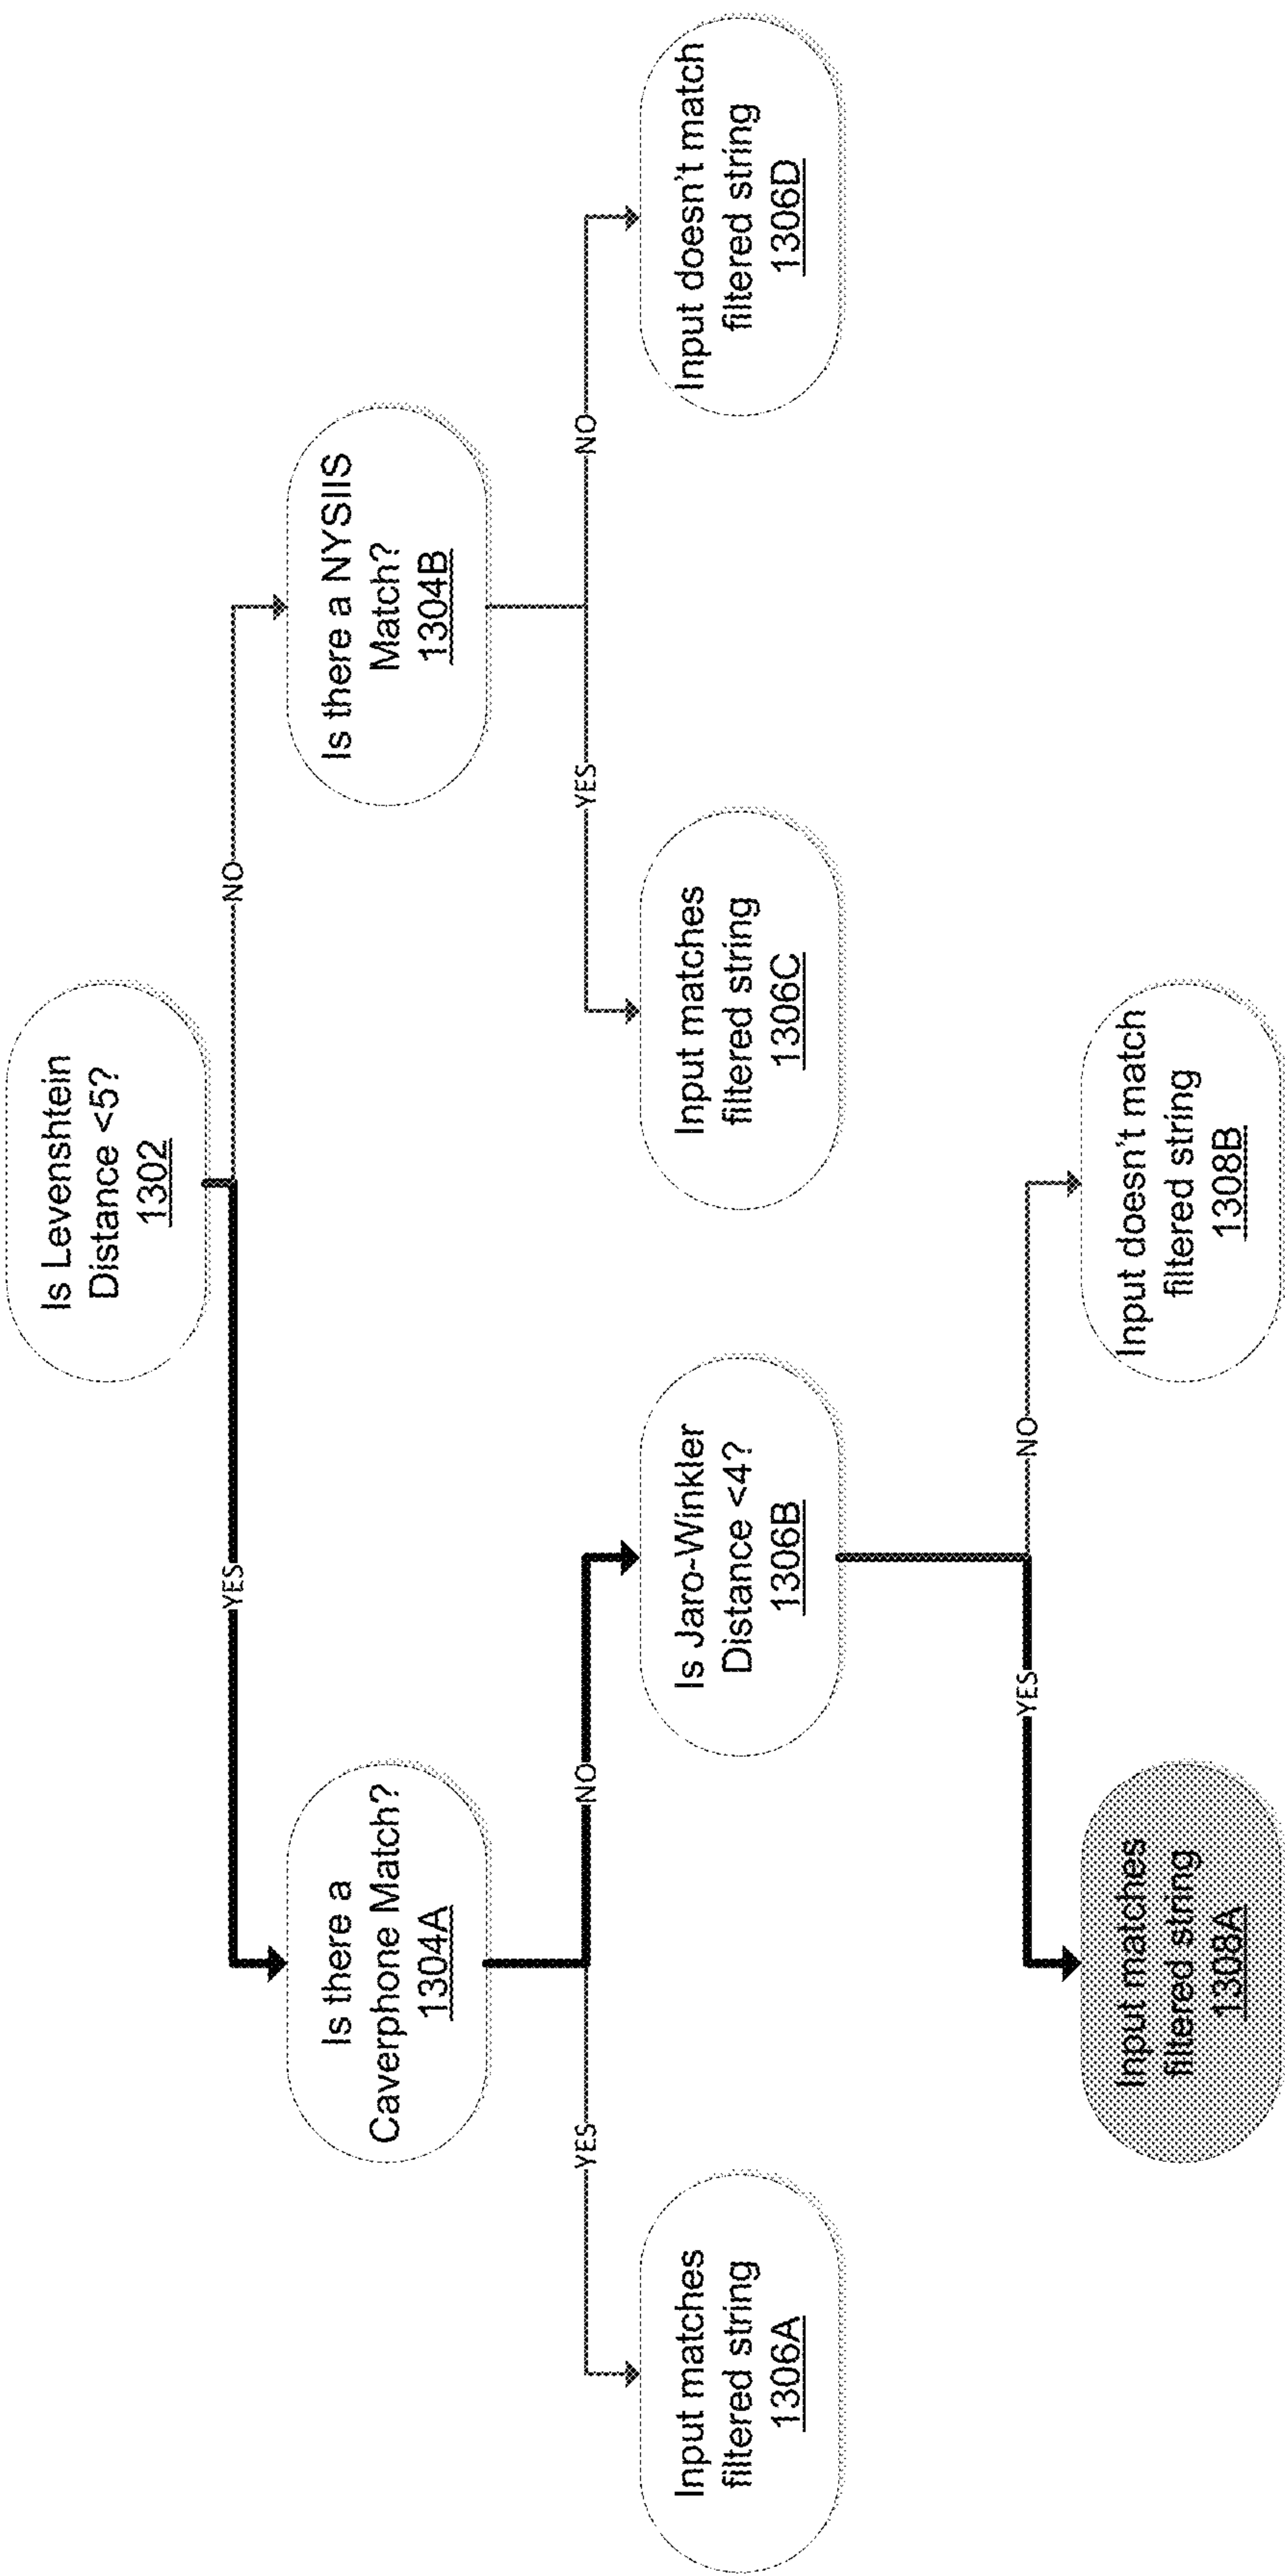 Is Levenshtein
Distance <5?
1302
YES
NO
Is there a
Caverphone Match?
1304A
Is there a NYSIIS
Match?
1304B
YES
NO
YES
NO
Input matches
filtered string
1306A
Is Jaro-Winkler
Distance <4?
1306B
Input matches
filtered string
1306C
Input doesn't match
filtered string
1306D
YES
NO
Input matches
filtered string
1308A
Input doesn't match
filtered string
1308B